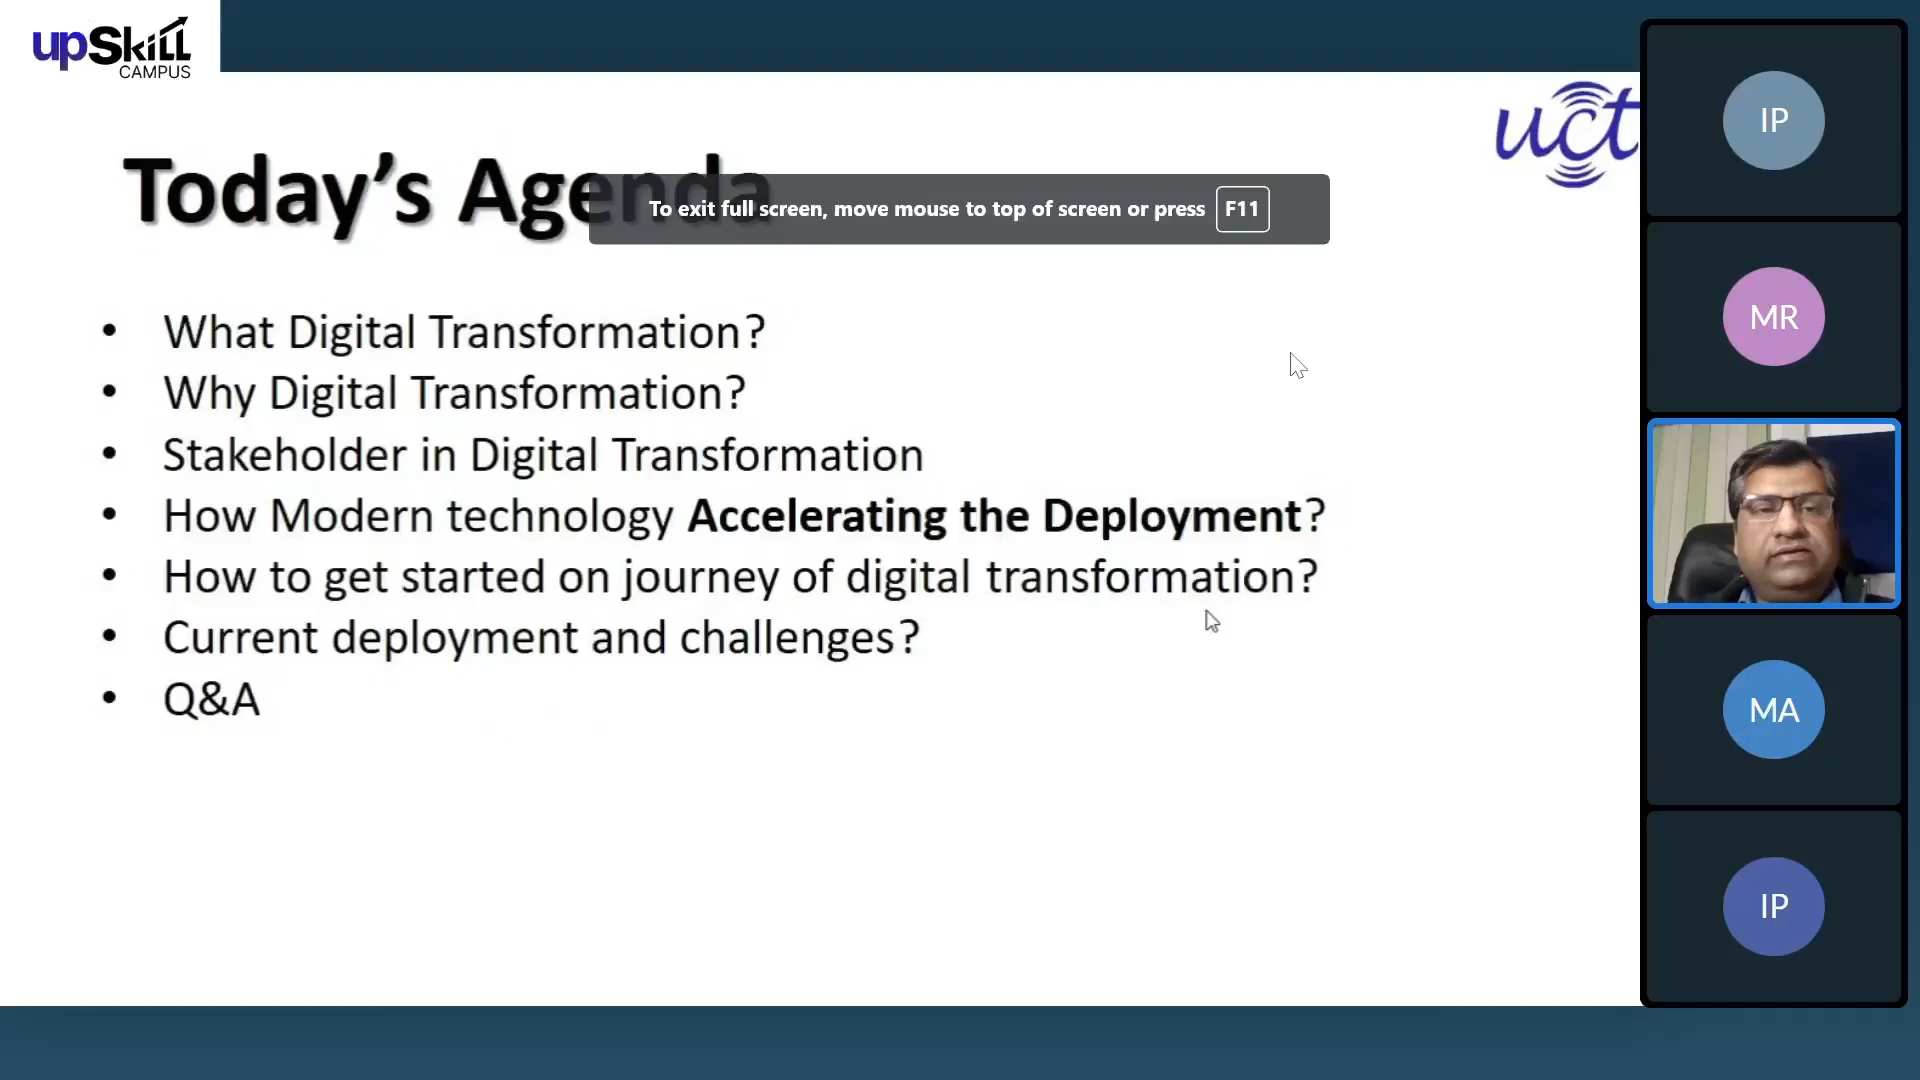 upSkill
CAMPUS
uct
Today's Agenda
To exit full screen, move mouse to top of screen or press F11
• What Digital Transformation?
• Why Digital Transformation?
• Stakeholder in Digital Transformation
• How Modern technology Accelerating the Deployment?
• How to get started on journey of digital transformation?
• Current deployment and challenges?
• Q&A
IP
MR
MA
IP